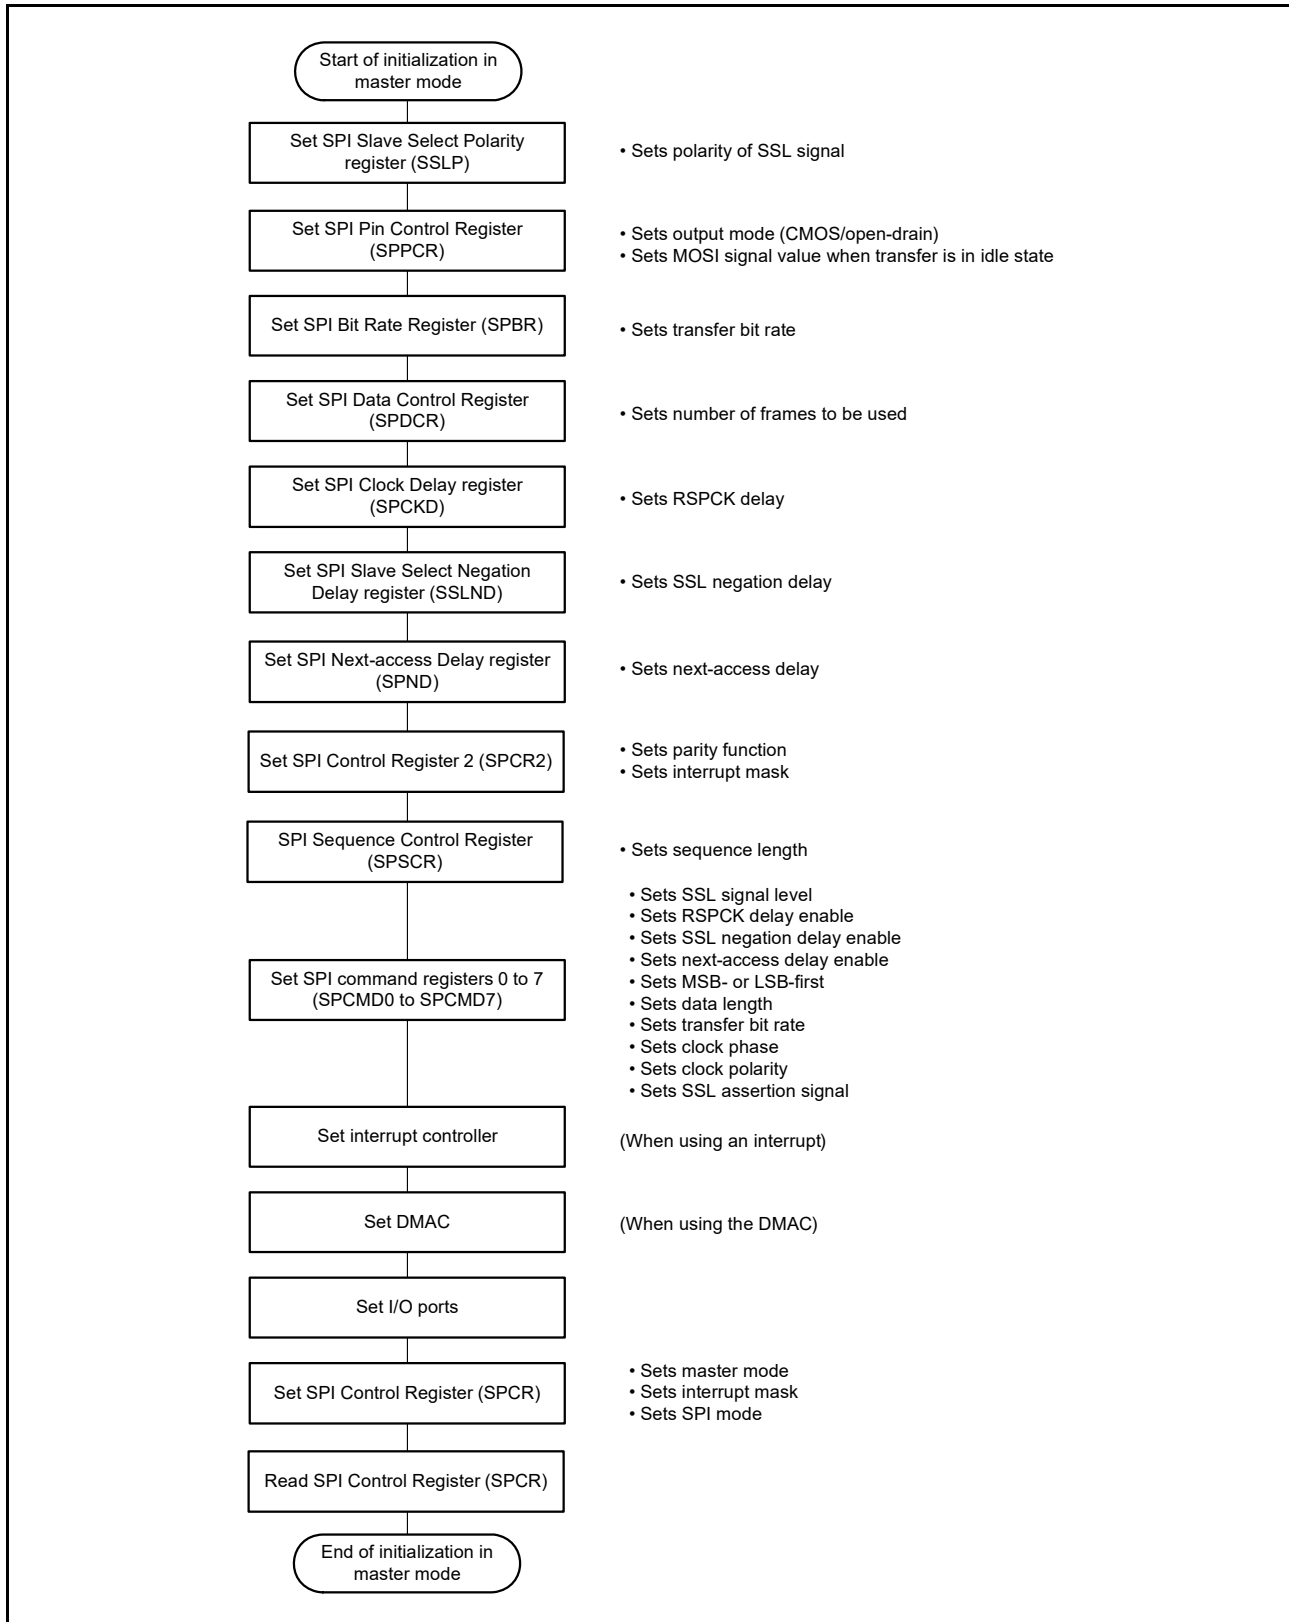 Start of initialization in
master mode
Set SPI Slave Select Polarity
register (SSLP)
• Sets polarity of SSL signal
Set SPI Pin Control Register
(SPPCR)
• Sets output mode (CMOS/open-drain)
• Sets MOSI signal value when transfer is in idle state
Set SPI Bit Rate Register (SPBR)
• Sets transfer bit rate
Set SPI Data Control Register
(SPDCR)
• Sets number of frames to be used
Set SPI Clock Delay register
(SPCKD)
• Sets RSPCK delay
Set SPI Slave Select Negation
Delay register (SSLND)
• Sets SSL negation delay
Set SPI Next-access Delay register
(SPND)
• Sets next-access delay
Set SPI Control Register 2 (SPCR2)
• Sets parity function
• Sets interrupt mask
SPI Sequence Control Register
(SPSCR)
• Sets sequence length
Set SPI command registers 0 to 7
(SPCMD0 to SPCMD7)
• Sets SSL signal level
• Sets RSPCK delay enable
• Sets SSL negation delay enable
• Sets next-access delay enable
• Sets MSB- or LSB-first
• Sets data length
• Sets transfer bit rate
• Sets clock phase
• Sets clock polarity
• Sets SSL assertion signal
Set interrupt controller
(When using an interrupt)
Set DMAC
(When using the DMAC)
Set I/O ports
Set SPI Control Register (SPCR)
• Sets master mode
• Sets interrupt mask
• Sets SPI mode
Read SPI Control Register (SPCR)
End of initialization in
master mode